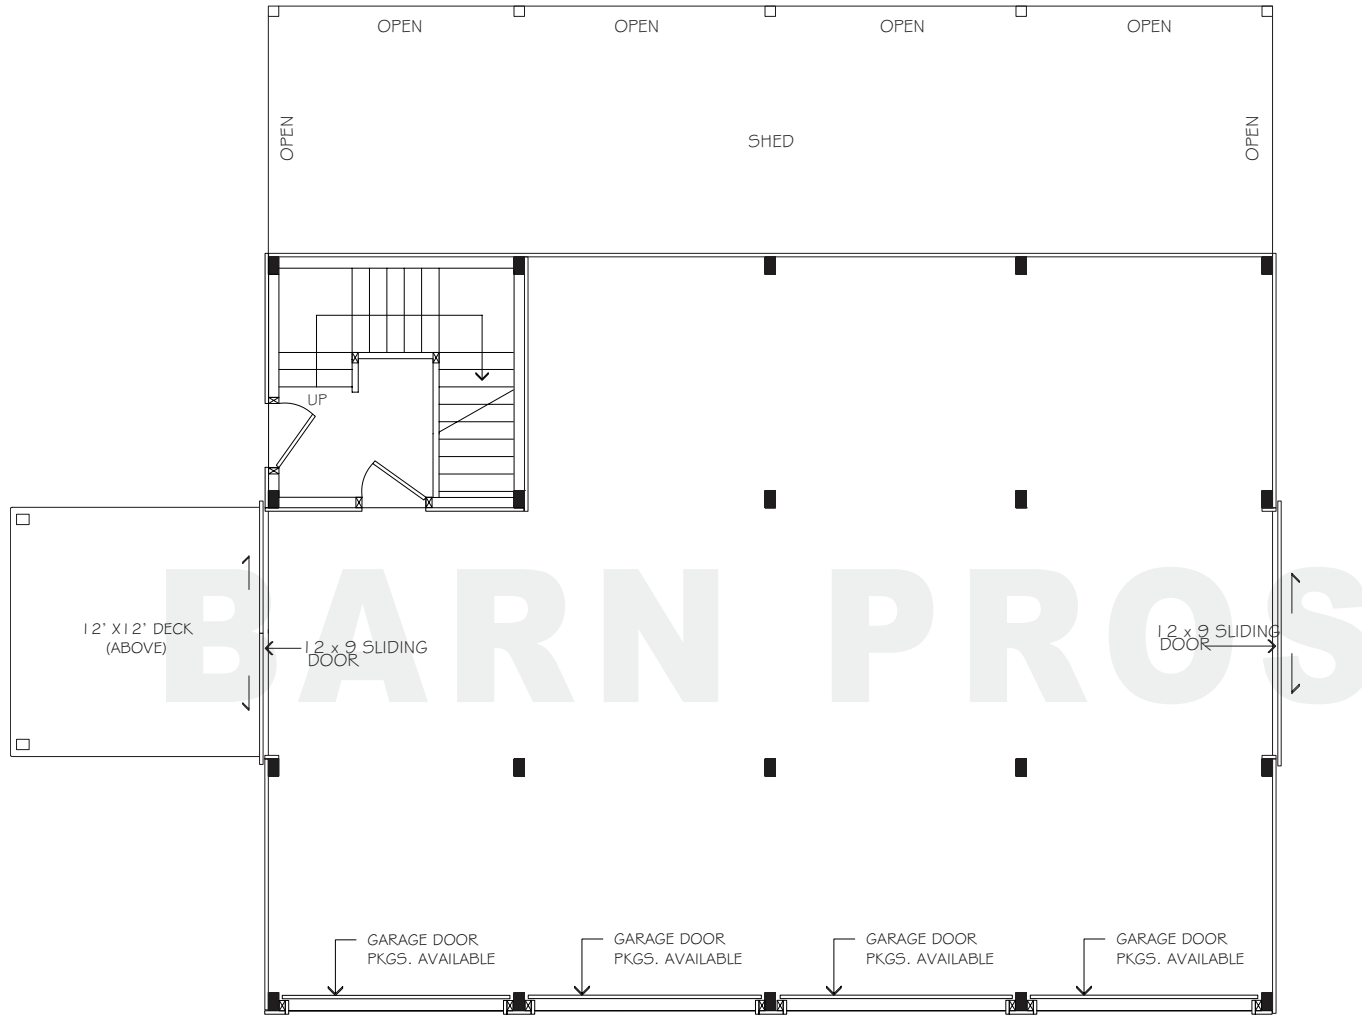 OPEN
OPEN
OPEN
OPEN
OPEN
SHED
OPEN
UP
BARN PROS
12' X12' DECK
(ABOVE)
12 x 9 SLIDING
DOOR
12 x 9 SLIDING
DOOR
GARAGE DOOR
PKGS. AVAILABLE
GARAGE DOOR
PKGS. AVAILABLE
GARAGE DOOR
PKGS. AVAILABLE
GARAGE DOOR
PKGS. AVAILABLE